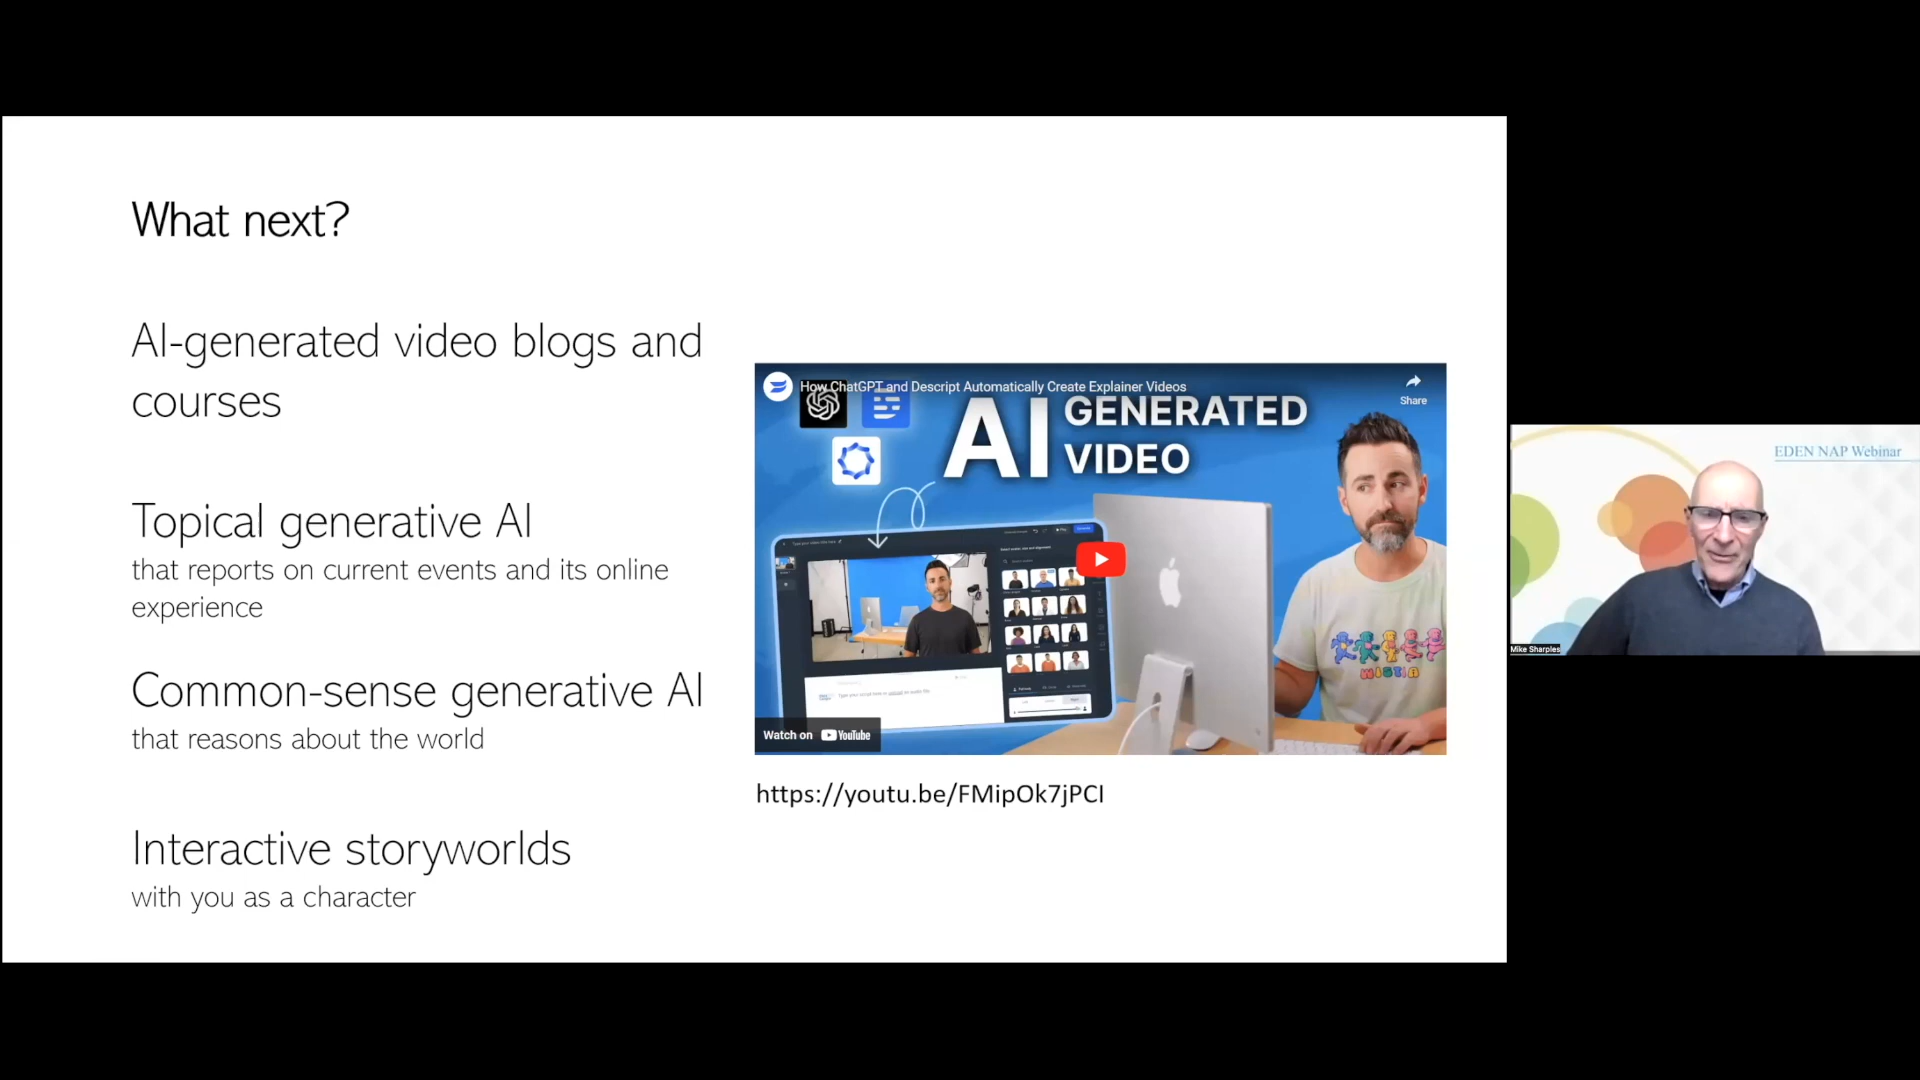 What next?
AI-generated video blogs and
courses
Topical generative AI
that reports on current events and its online
experience
Common-sense generative AI
that reasons about the world
Interactive storyworlds
with you as a character
How ChatGPT and Descript Automatically Create Explainer Videos
Share
AI GENERATED
VIDEO
WISTIA
Watch on YouTube
https://youtu.be/FMipOk7jPCI
EDEN NAP Webinar
Mike Sharples